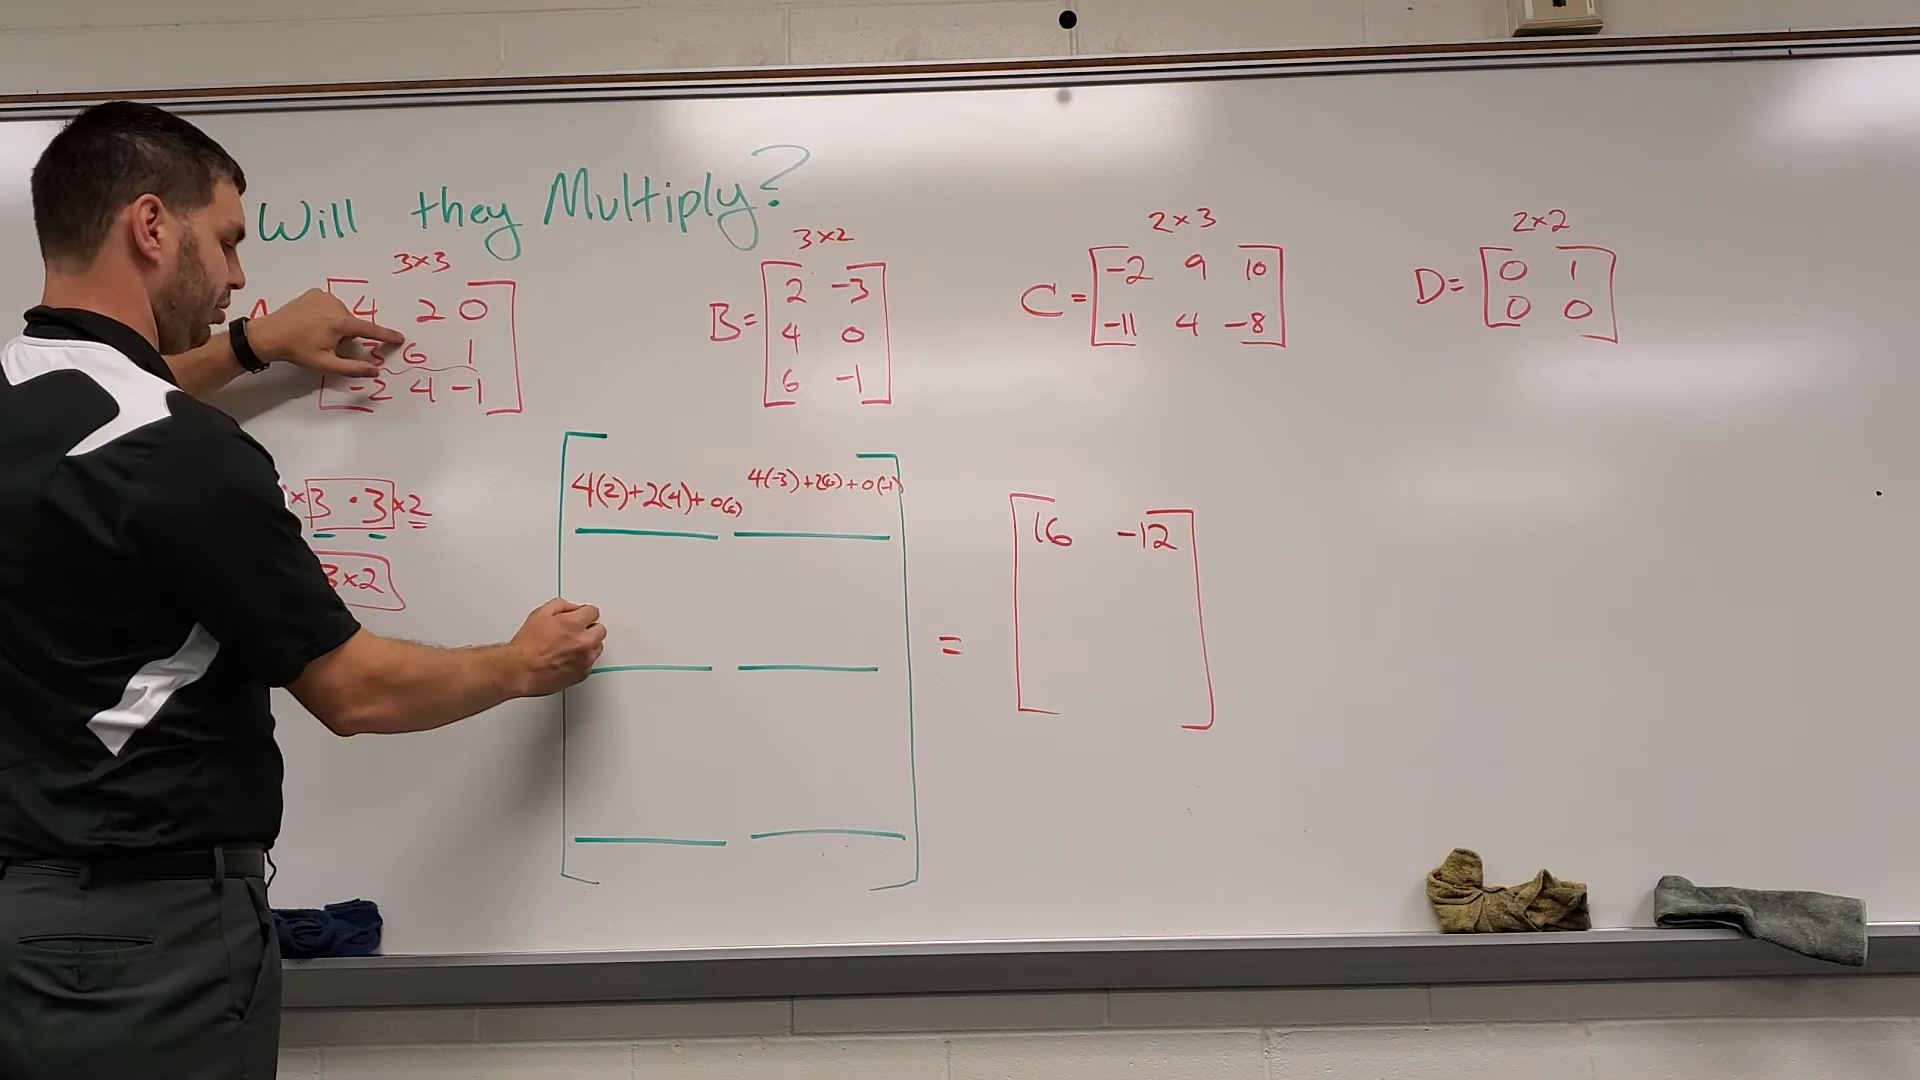 Will they Multiply?
3×3
3×2
2×3
2×2
4 2 0
3 6 1
-2 4 -1
B=
2 -3
4 0
6 -1
C=
-2 9 10
-11 4 -8
D=
0 1
0 0
×3 · 3×2
3×2
4(2)+2(4)+0(6)
4(-3)+2(0)+0(-1)
=
16 -12